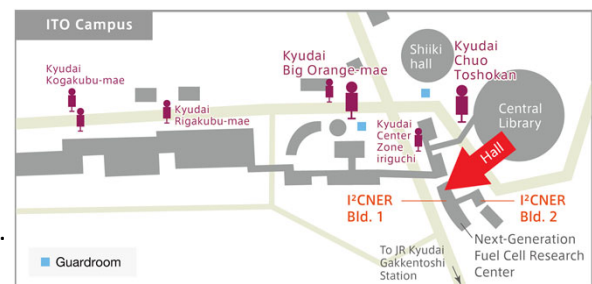 ITO Campus
Kyudai
Kogakubu-mae
Kyudai
Rigakubu-mae
Kyudai
Big Orange-mae
Shiiki
hall
Kyudai
Chuo
Toshokan
Central
Library
Kyudai
Center
Zone
iriguchi
Hall
I²CNER
Bld. 1
I²CNER
Bld. 2
Next-Generation
Fuel Cell Research
Center
To JR Kyudai
Gakkentoshi
Station
Guardroom